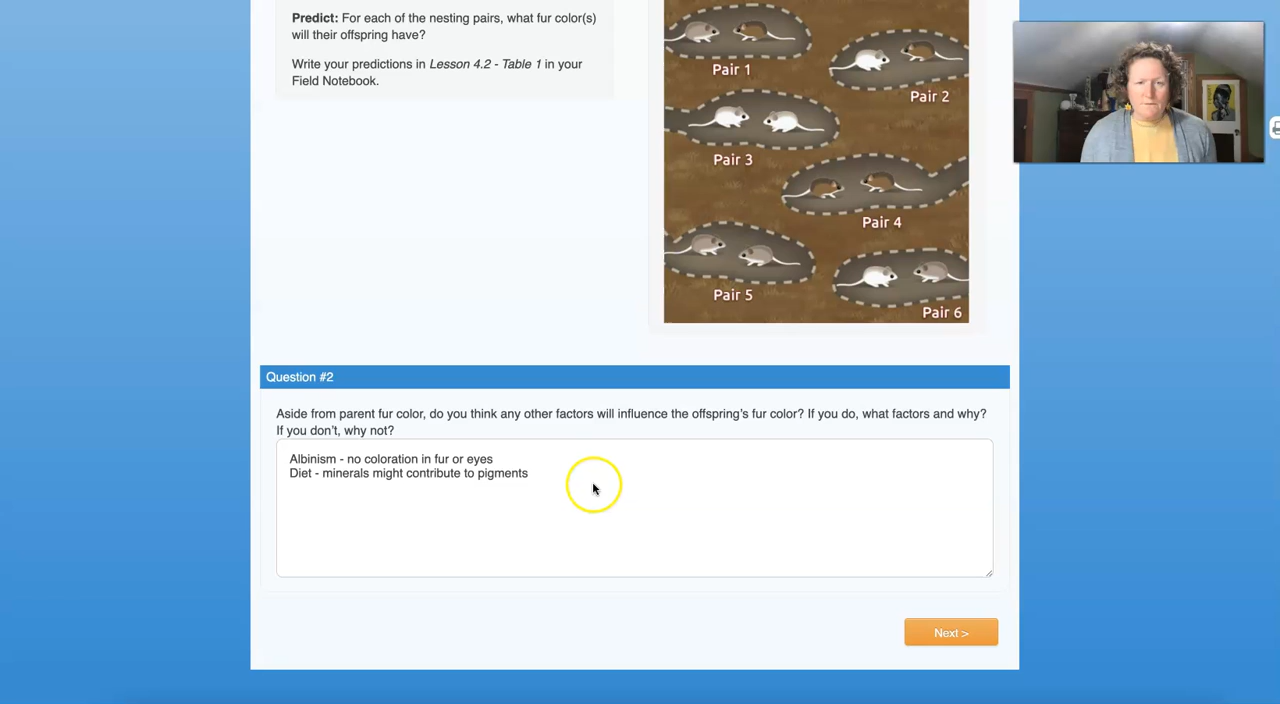 Predict: For each of the nesting pairs, what fur color(s)
will their offspring have?
Write your predictions in Lesson 4.2 - Table 1 in your
Field Notebook.
Pair 1
Pair 2
Pair 3
Pair 4
Pair 5
Pair 6
Question #2
Aside from parent fur color, do you think any other factors will influence the offspring's fur color? If you do, what factors and why?
If you don't, why not?
Albinism - no coloration in fur or eyes
Diet - minerals might contribute to pigments
Next >